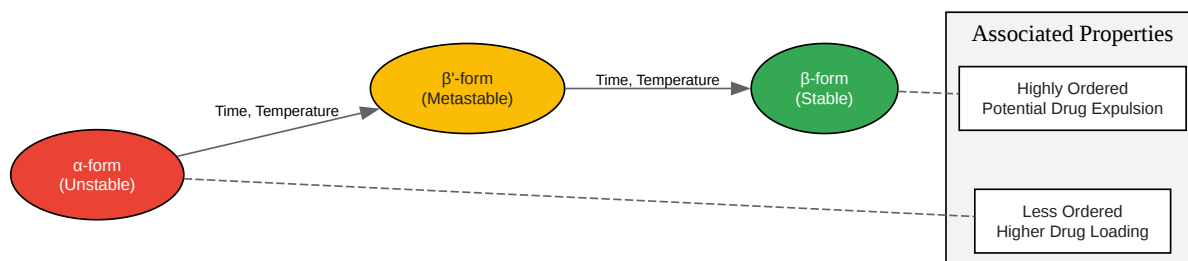 α-form
(Unstable)
Time, Temperature
β'-form
(Metastable)
Time, Temperature
β-form
(Stable)
Associated Properties
Highly Ordered
Potential Drug Expulsion
Less Ordered
Higher Drug Loading